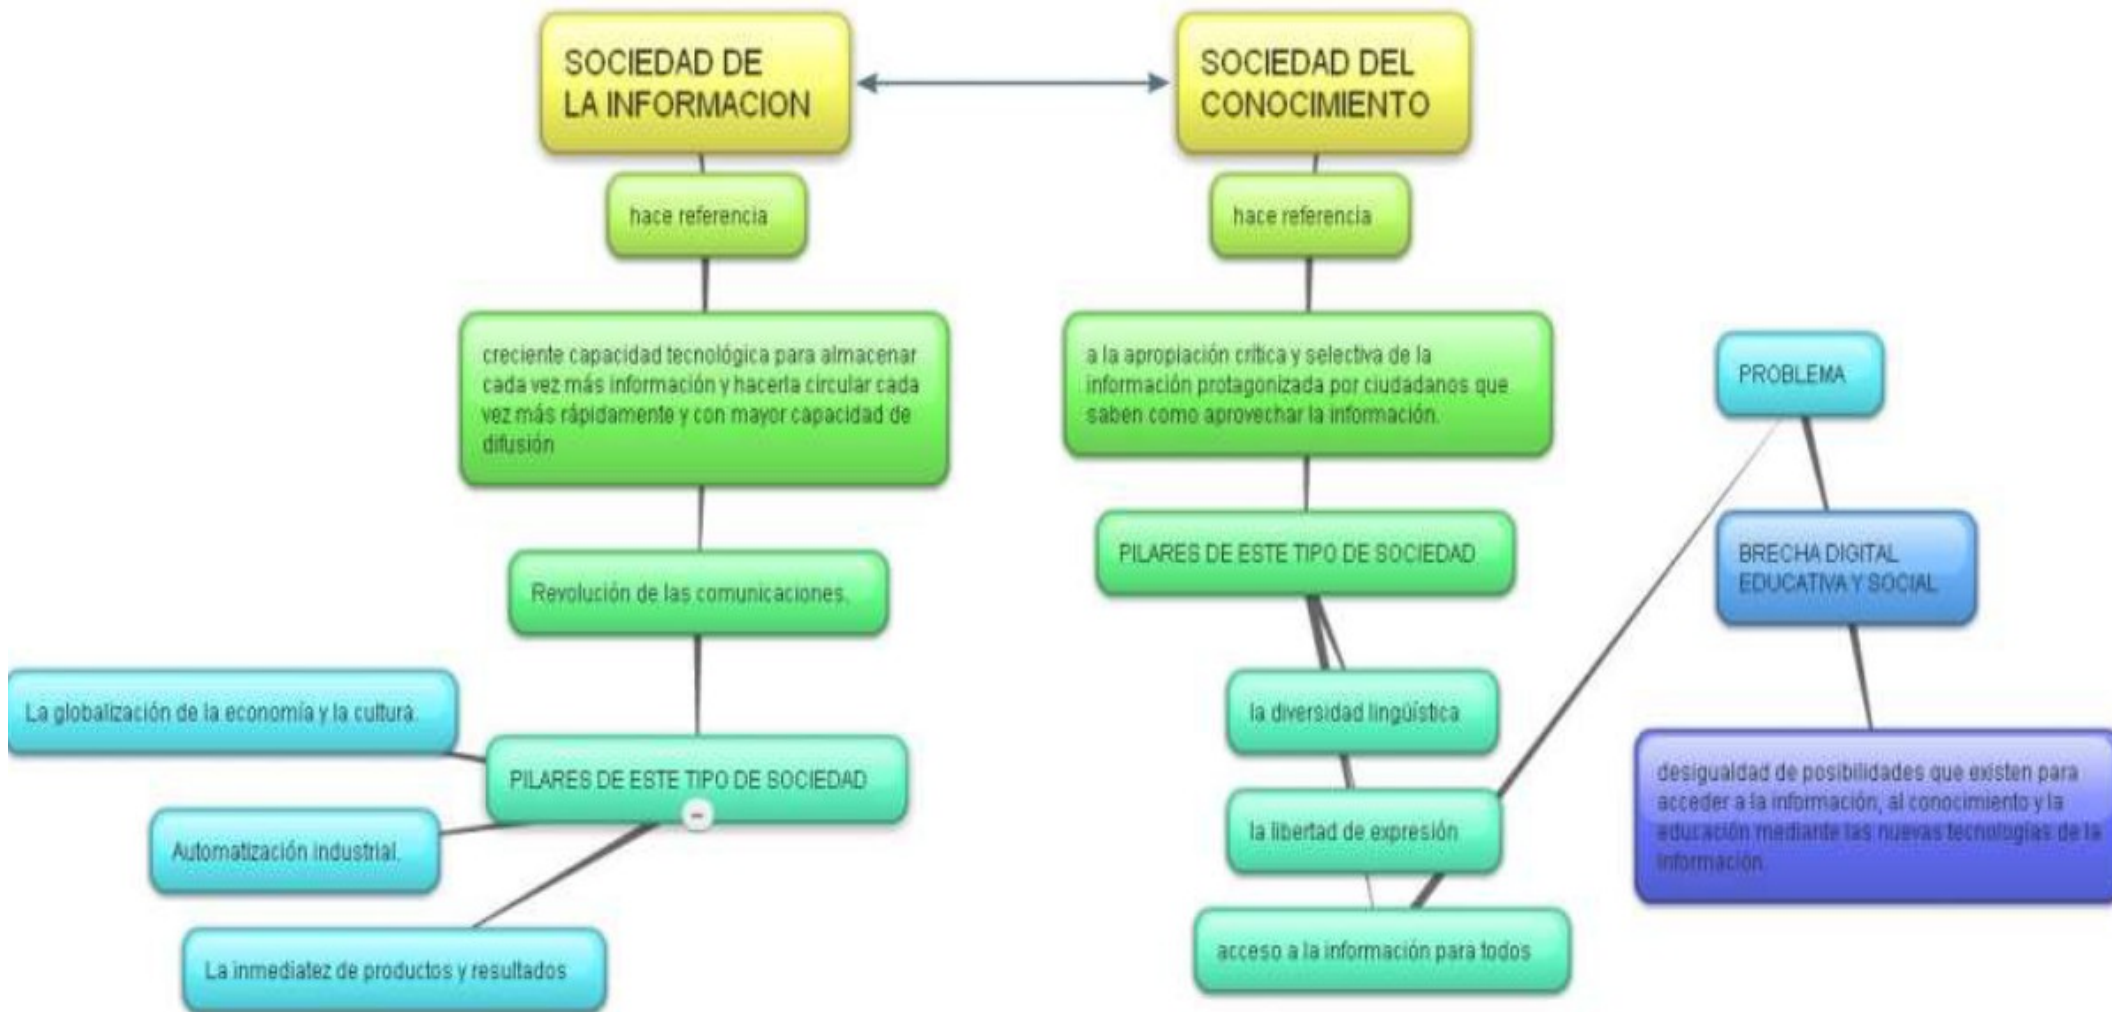 SOCIEDAD DE
LA INFORMACION
hace referencia
creciente capacidad tecnológica para almacenar
cada vez más información y hacerla circular cada
vez más rápidamente y con mayor capacidad de
difusión
Revolución de las comunicaciones.
PILARES DE ESTE TIPO DE SOCIEDAD
La globalización de la economía y la cultura.
Automatización industrial.
La inmediatez de productos y resultados
SOCIEDAD DEL
CONOCIMIENTO
hace referencia
a la apropiación crítica y selectiva de la
información protagonizada por ciudadanos que
saben como aprovechar la información.
PILARES DE ESTE TIPO DE SOCIEDAD
la diversidad lingüística
la libertad de expresión
acceso a la información para todos
PROBLEMA
BRECHA DIGITAL
EDUCATIVA Y SOCIAL
desigualdad de posibilidades que existen para
acceder a la información, al conocimiento y la
educación mediante las nuevas tecnologías de la
información.